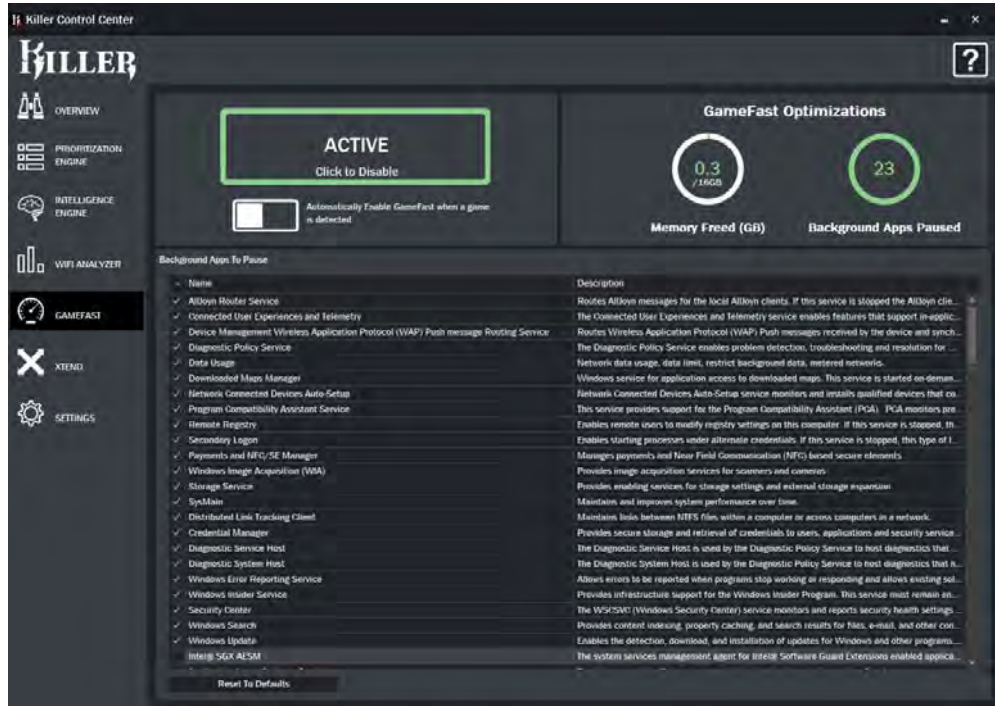 Killer Control Center
KILLER
?
OVERVIEW
PRIORITIZATION
ENGINE
INTELLIGENCE
ENGINE
WIFI ANALYZER
GAMEFAST
XTEND
SETTINGS
ACTIVE
Click to Disable
Automatically Enable GameFast when a game
is detected
GameFast Optimizations
0.3
/16GB
23
Memory Freed (GB) Background Apps Paused
Background Apps To Pause
Name Description
AllJoyn Router Service Routes AllJoyn messages for the local AllJoyn clients. If this service is stopped the AllJoyn clie...
Connected User Experiences and Telemetry The Connected User Experiences and Telemetry service enables features that support in-applic...
Device Management Wireless Application Protocol (WAP) Push message Routing Service Routes Wireless Application Protocol (WAP) Push messages received by the device and synch...
Diagnostic Policy Service The Diagnostic Policy Service enables problem detection, troubleshooting and resolution for ...
Data Usage Network data usage, data limit, restrict background data, metered networks.
Downloaded Maps Manager Windows service for application access to downloaded maps. This service is started on-deman...
Network Connected Devices Auto-Setup Network Connected Devices Auto-Setup service monitors and installs qualified devices that co...
Program Compatibility Assistant Service This service provides support for the Program Compatibility Assistant (PCA). PCA monitors pre...
Remote Registry Enables remote users to modify registry settings on this computer. If this service is stopped, th...
Secondary Logon Enables starting processes under alternate credentials. If this service is stopped, this type of l...
Payments and NFC/SE Manager Manages payments and Near Field Communication (NFC) based secure elements
Windows Image Acquisition (WIA) Provides image acquisition services for scanners and cameras
Storage Service Provides enabling services for storage settings and external storage expansion
SysMain Maintains and improves system performance over time.
Distributed Link Tracking Client Maintains links between NTFS files within a computer or across computers in a network.
Credential Manager Provides secure storage and retrieval of credentials to users, applications and security service...
Diagnostic Service Host The Diagnostic Service Host is used by the Diagnostic Policy Service to host diagnostics that ...
Diagnostic System Host The Diagnostic System Host is used by the Diagnostic Policy Service to host diagnostics that n...
Windows Error Reporting Service Allows errors to be reported when programs stop working or responding and allows existing sol...
Windows Insider Service Provides infrastructure support for the Windows Insider Program. This service must remain en...
Security Center The WSCSVC (Windows Security Center) service monitors and reports security health settings ...
Windows Search Provides content indexing, property caching, and search results for files, e-mail, and other con...
Windows Update Enables the detection, download, and installation of updates for Windows and other programs....
Intel® SGX AESM The system services management agent for Intel® Software Guard Extensions enabled applica...
Reset To Defaults